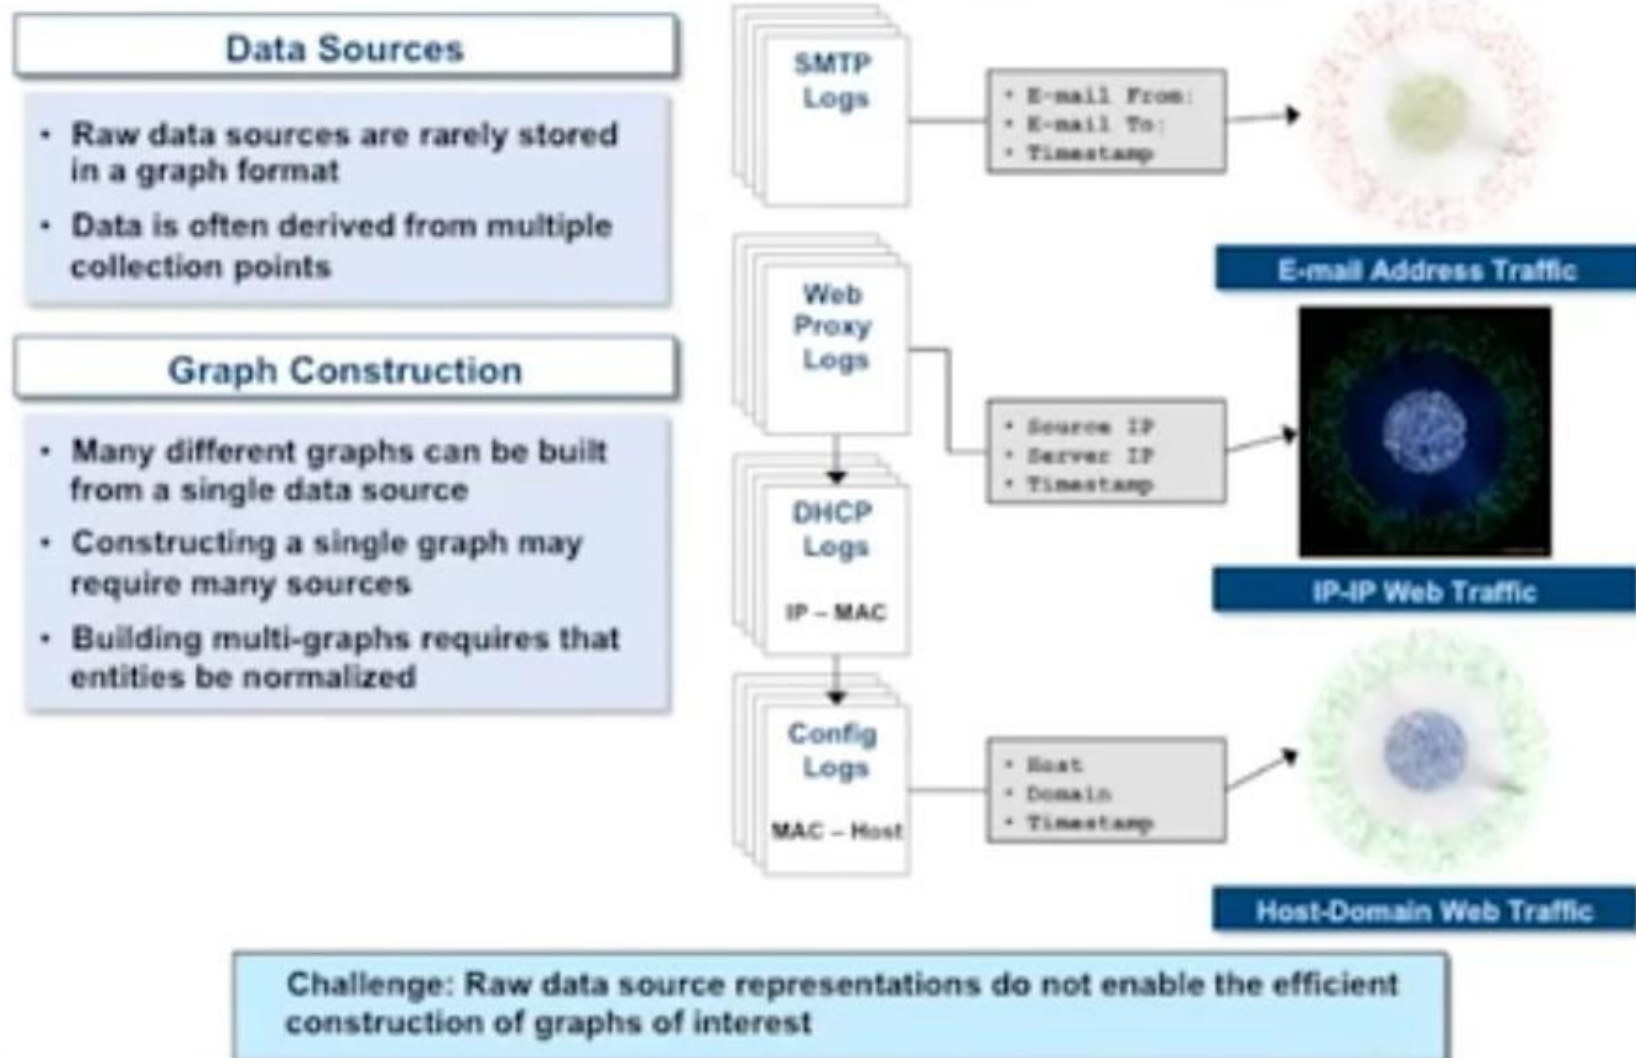 Data Sources
• Raw data sources are rarely stored
in a graph format
• Data is often derived from multiple
collection points
Graph Construction
• Many different graphs can be built
from a single data source
• Constructing a single graph may
require many sources
• Building multi-graphs requires that
entities be normalized
SMTP
Logs
• E-mail From:
• E-mail To:
• Timestamp
E-mail Address Traffic
Web
Proxy
Logs
• Source IP
• Server IP
• Timestamp
IP-IP Web Traffic
DHCP
Logs
IP – MAC
Config
Logs
MAC – Host
• Host
• Domain
• Timestamp
Host-Domain Web Traffic
Challenge: Raw data source representations do not enable the efficient
construction of graphs of interest